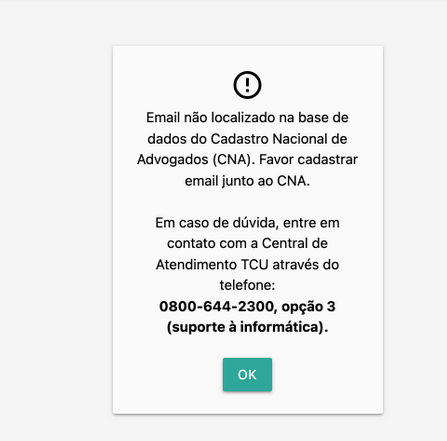 Email não localizado na base de
dados do Cadastro Nacional de
Advogados (CNA). Favor cadastrar
email junto ao CNA.
Em caso de dúvida, entre em
contato com a Central de
Atendimento TCU através do
telefone:
0800-644-2300, opção 3
(suporte à informática).
OK